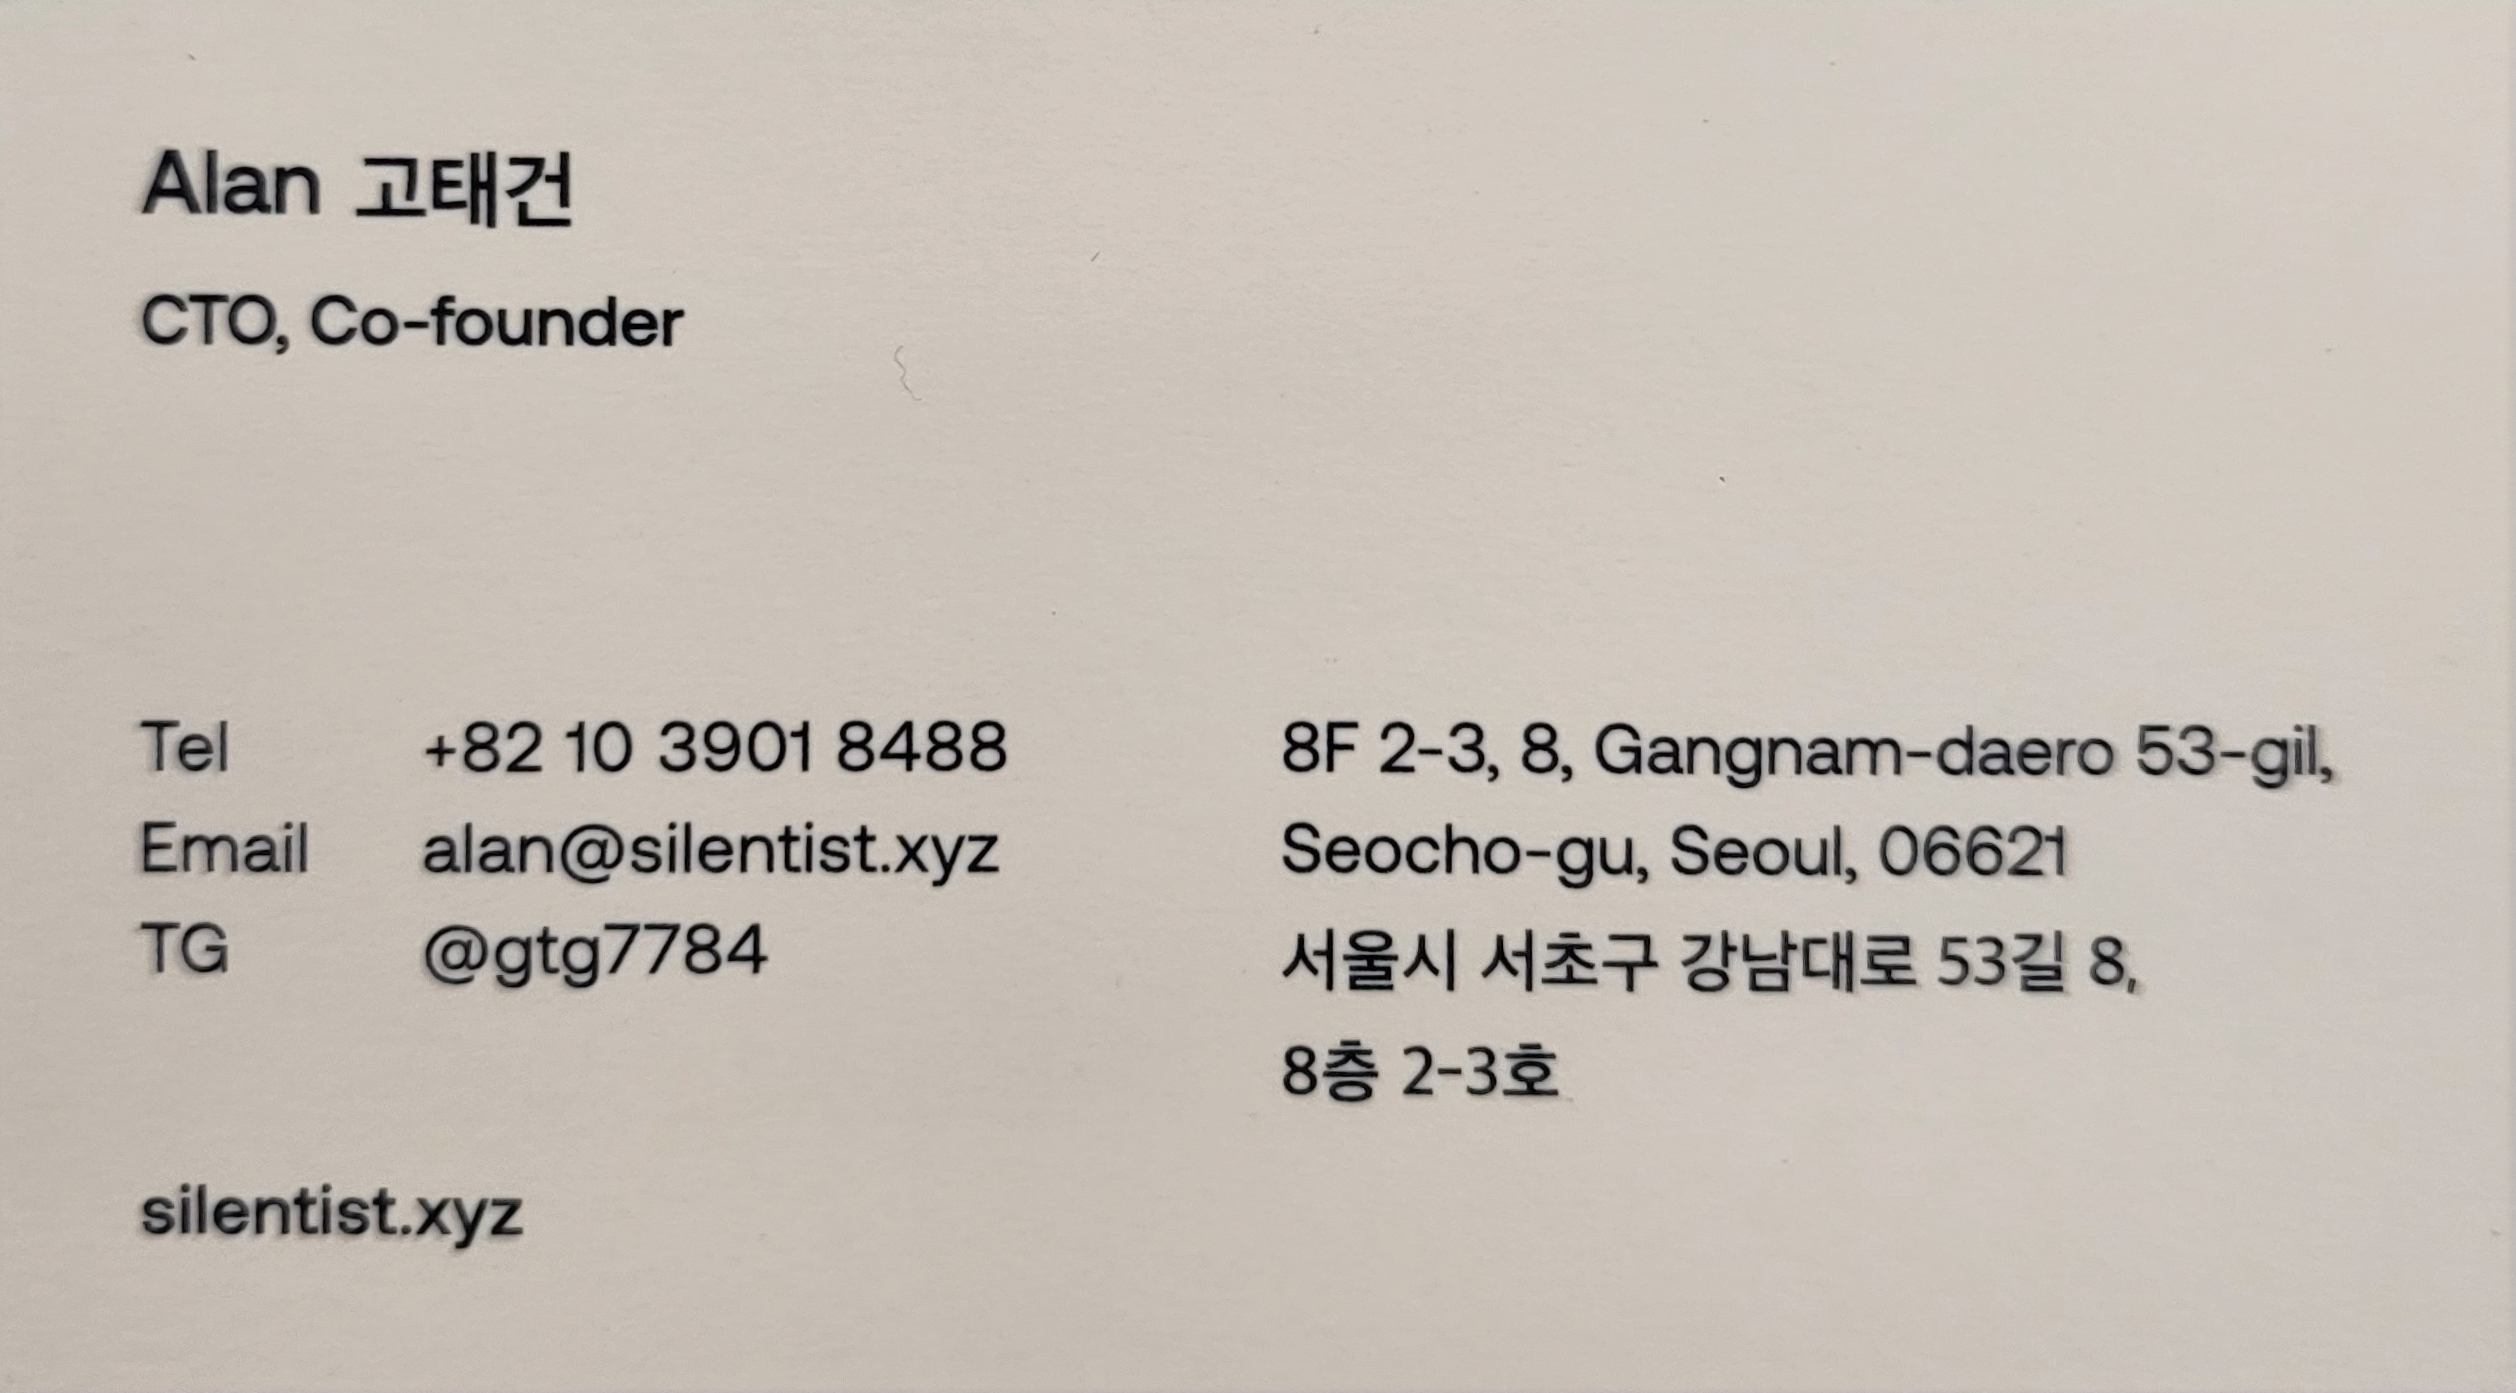 Alan 고태건
CTO, Co-founder
Tel +82 10 3901 8488
Email alan@silentist.xyz
TG @gtg7784
8F 2-3, 8, Gangnam-daero 53-gil,
Seocho-gu, Seoul, 06621
서울시 서초구 강남대로 53길 8,
8층 2-3호
silentist.xyz